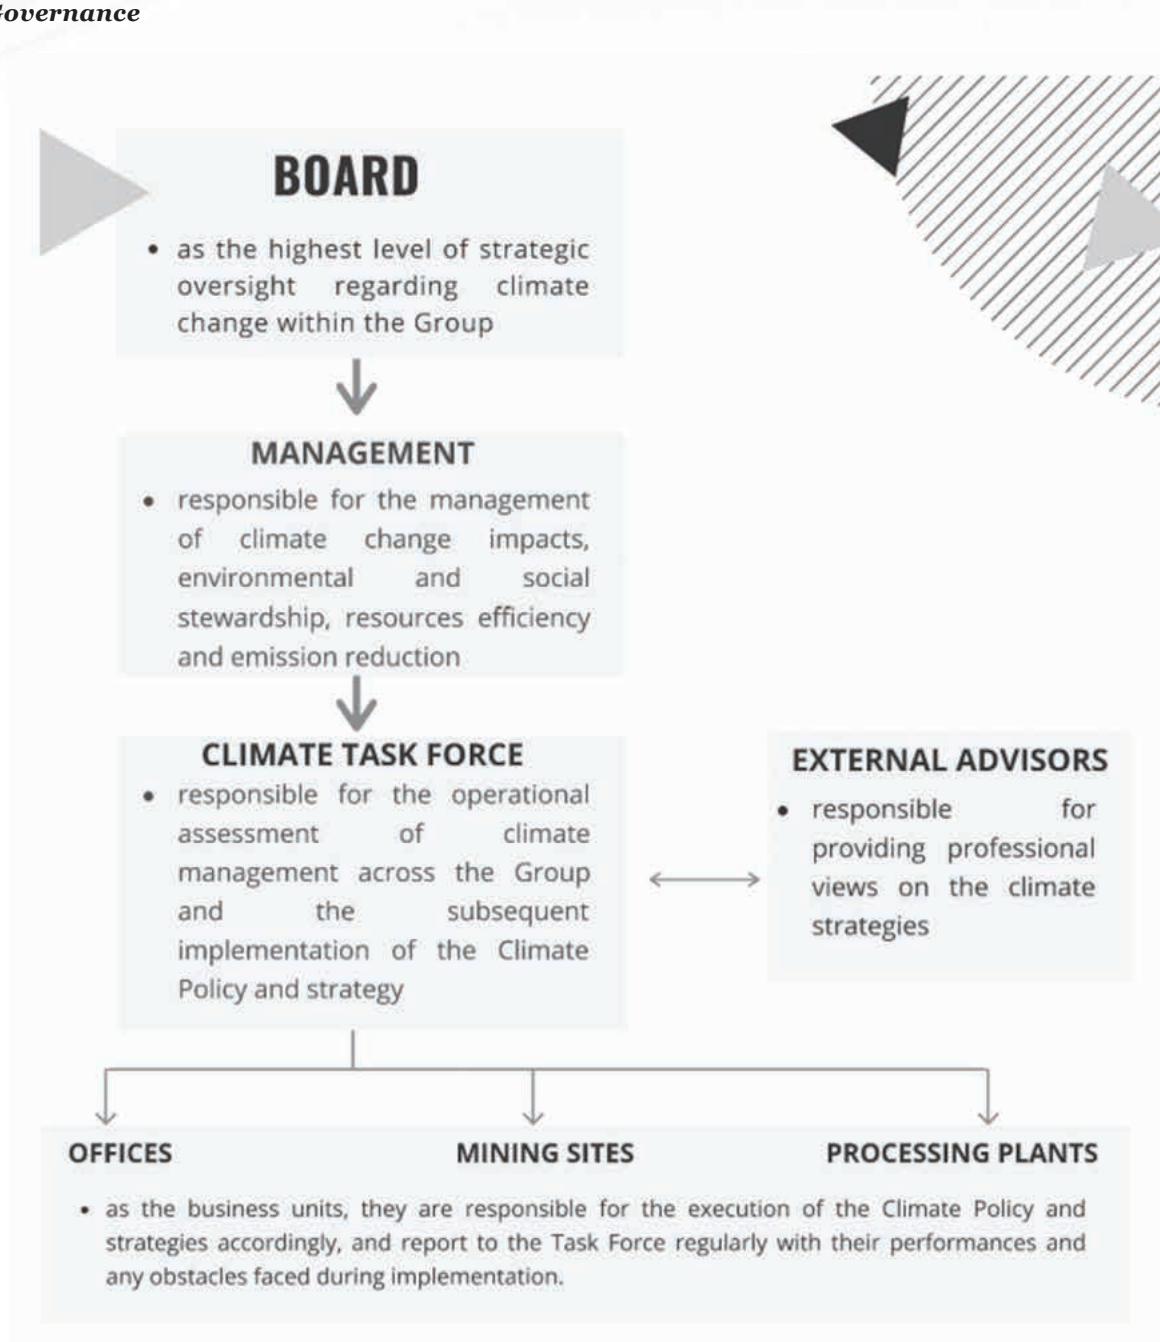 Governance
BOARD
• as the highest level of strategic
oversight regarding climate
change within the Group
MANAGEMENT
• responsible for the management
of climate change impacts,
environmental and social
stewardship, resources efficiency
and emission reduction
CLIMATE TASK FORCE
• responsible for the operational
assessment of climate
management across the Group
and the subsequent
implementation of the Climate
Policy and strategy
EXTERNAL ADVISORS
• responsible for
providing professional
views on the climate
strategies
OFFICES
MINING SITES
PROCESSING PLANTS
• as the business units, they are responsible for the execution of the Climate Policy and
strategies accordingly, and report to the Task Force regularly with their performances and
any obstacles faced during implementation.